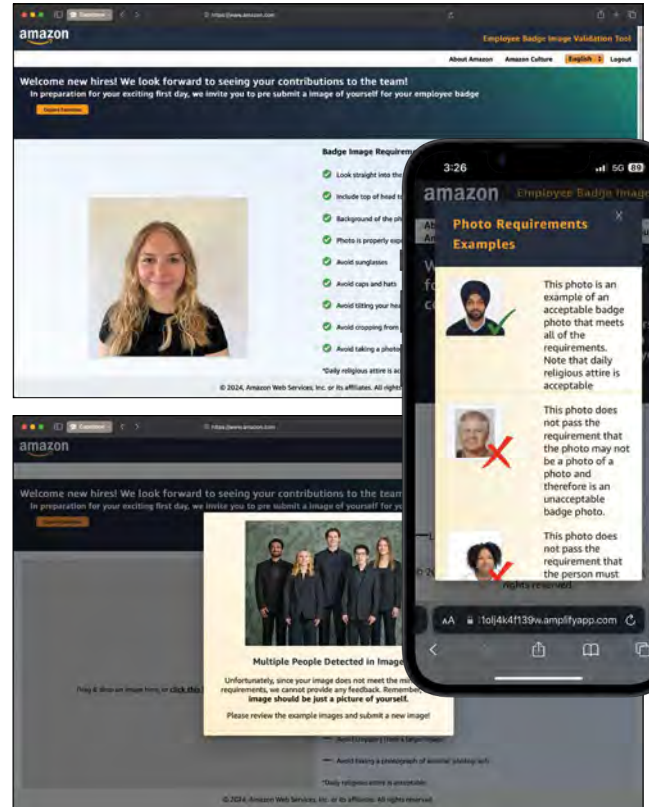 https://www.amazon.com
amazon
Employee Badge Image Validation Tool
About Amazon Amazon Culture English Logout
Welcome new hires! We look forward to seeing your contributions to the team!
In preparation for your exciting first day, we invite you to pre submit a image of yourself for your employee badge
Badge Image Requirem
Look straight into the
Include top of head to
Background of the ph
Photo is properly exp
Avoid sunglasses
Avoid caps and hats
Avoid tilting your hea
Avoid cropping from
Avoid taking a photo
*Daily religious attire is ac
© 2024, Amazon Web Services, Inc. or its affiliates. All rights
3:26
5G 89
amazon Employee Badge Image
Photo Requirements
Examples
This photo is an
example of an
acceptable badge
photo that meets
all of the
requirements.
Note that daily
religious attire is
acceptable
This photo does
not pass the
requirement that
the photo may not
be a photo of a
photo and
therefore is an
unacceptable
badge photo.
This photo does
not pass the
requirement that
the person must
rights reserved.
AA 1olj4k4f139w.amplifyapp.com
https://www.amazon.com
amazon
Welcome new hires! We look forward to seeing your contributions to the team
In preparation for your exciting first day, we invite you to pre submit a image of yourself for
Drag & drop an image here, or click this
Multiple People Detected in Image
Unfortunately, since your image does not meet the
requirements, we cannot provide any feedback. Remember,
image should be just a picture of yourself.
Please review the example images and submit a new image!
Avoid taking a photograph of another photograph
*Daily religious attire is acceptable
© 2024, Amazon Web Services, Inc. or its affiliates. All rights reserved.